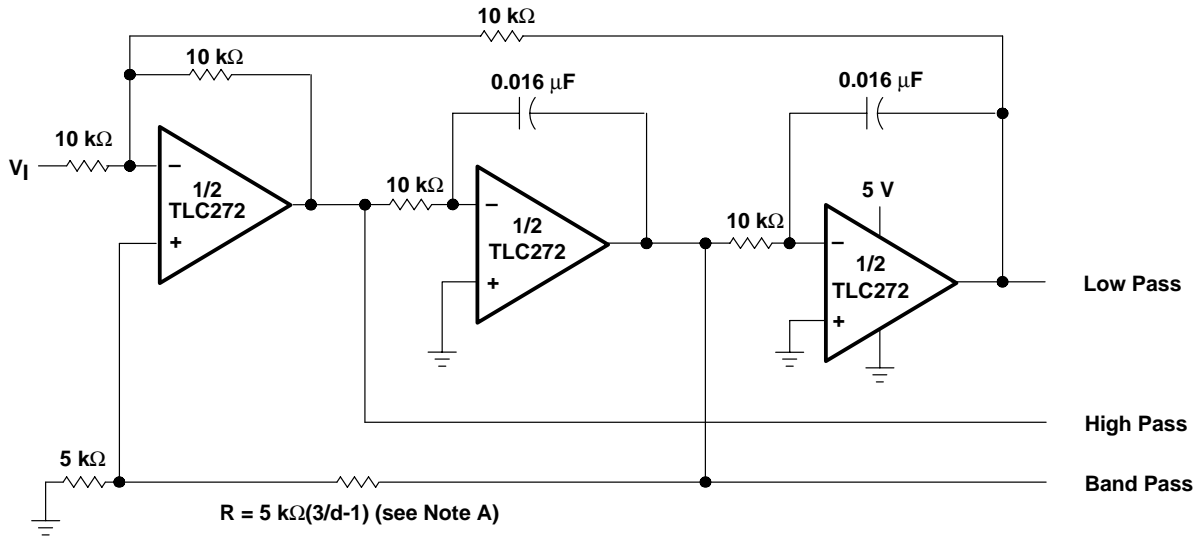 10 kΩ
10 kΩ
0.016 μF
0.016 μF
10 kΩ
VI
−
1/2
TLC272
+
10 kΩ
−
1/2
TLC272
+
10 kΩ
5 V
−
1/2
TLC272
+
Low Pass
High Pass
5 kΩ
Band Pass
R = 5 kΩ(3/d-1) (see Note A)